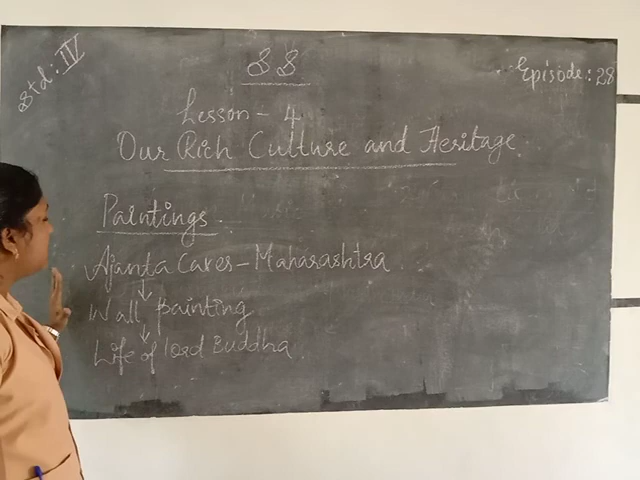 Std: IV
SS
Episode: 28
Lesson - 4
Our Rich Culture and Heritage
Paintings.
Ajanta Caves - Maharashtra
↓
Wall painting
↓
Life of lord Buddha